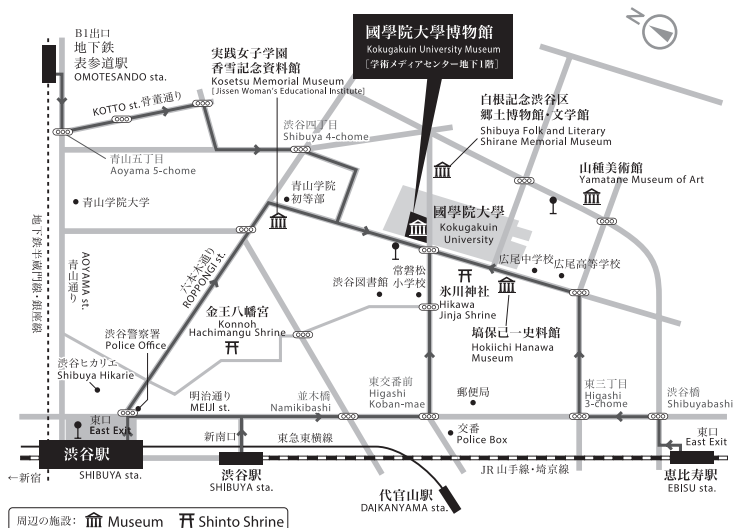 B1出口
地下鉄
表参道駅
OMOTESANDO sta.
KOTTO st.骨董通り
青山五丁目
Aoyama 5-chome
青山学院大学
地下鉄半蔵門線・銀座線
青山通り
AOYAMA st.
実践女子学園
香雪記念資料館
Kosetsu Memorial Museum
[Jissen Woman's Educational Institute]
渋谷四丁目
Shibuya 4-chome
青山学院
初等部
國學院大學博物館
Kokugakuin University Museum
[学術メディアセンター地下1階]
N
白根記念渋谷区
郷土博物館・文学館
Shibuya Folk and Literary
Shirane Memorial Museum
山種美術館
Yamatane Museum of Art
國學院大學
Kokugakuin
University
広尾中学校
広尾高等学校
六本木通り
ROPPONGI st.
渋谷図書館
常磐松
小学校
氷川神社
Hikawa
Jinja Shrine
塙保己一史料館
Hokiichi Hanawa
Museum
金王八幡宮
Konnoh
Hachimangu Shrine
渋谷警察署
Police Office
渋谷ヒカリエ
Shibuya Hikarie
明治通り
MEIJI st.
並木橋
Namikibashi
東交番前
Higashi
Koban-mae
郵便局
東三丁目
Higashi
3-chome
渋谷橋
Shibuyabashi
東口
East Exit
新南口
東急東横線
交番
Police Box
東口
East Exit
渋谷駅
SHIBUYA sta.
渋谷駅
SHIBUYA sta.
JR山手線・埼京線
恵比寿駅
EBISU sta.
←新宿
代官山駅
DAIKANYAMA sta.
周辺の施設： Museum Shinto Shrine